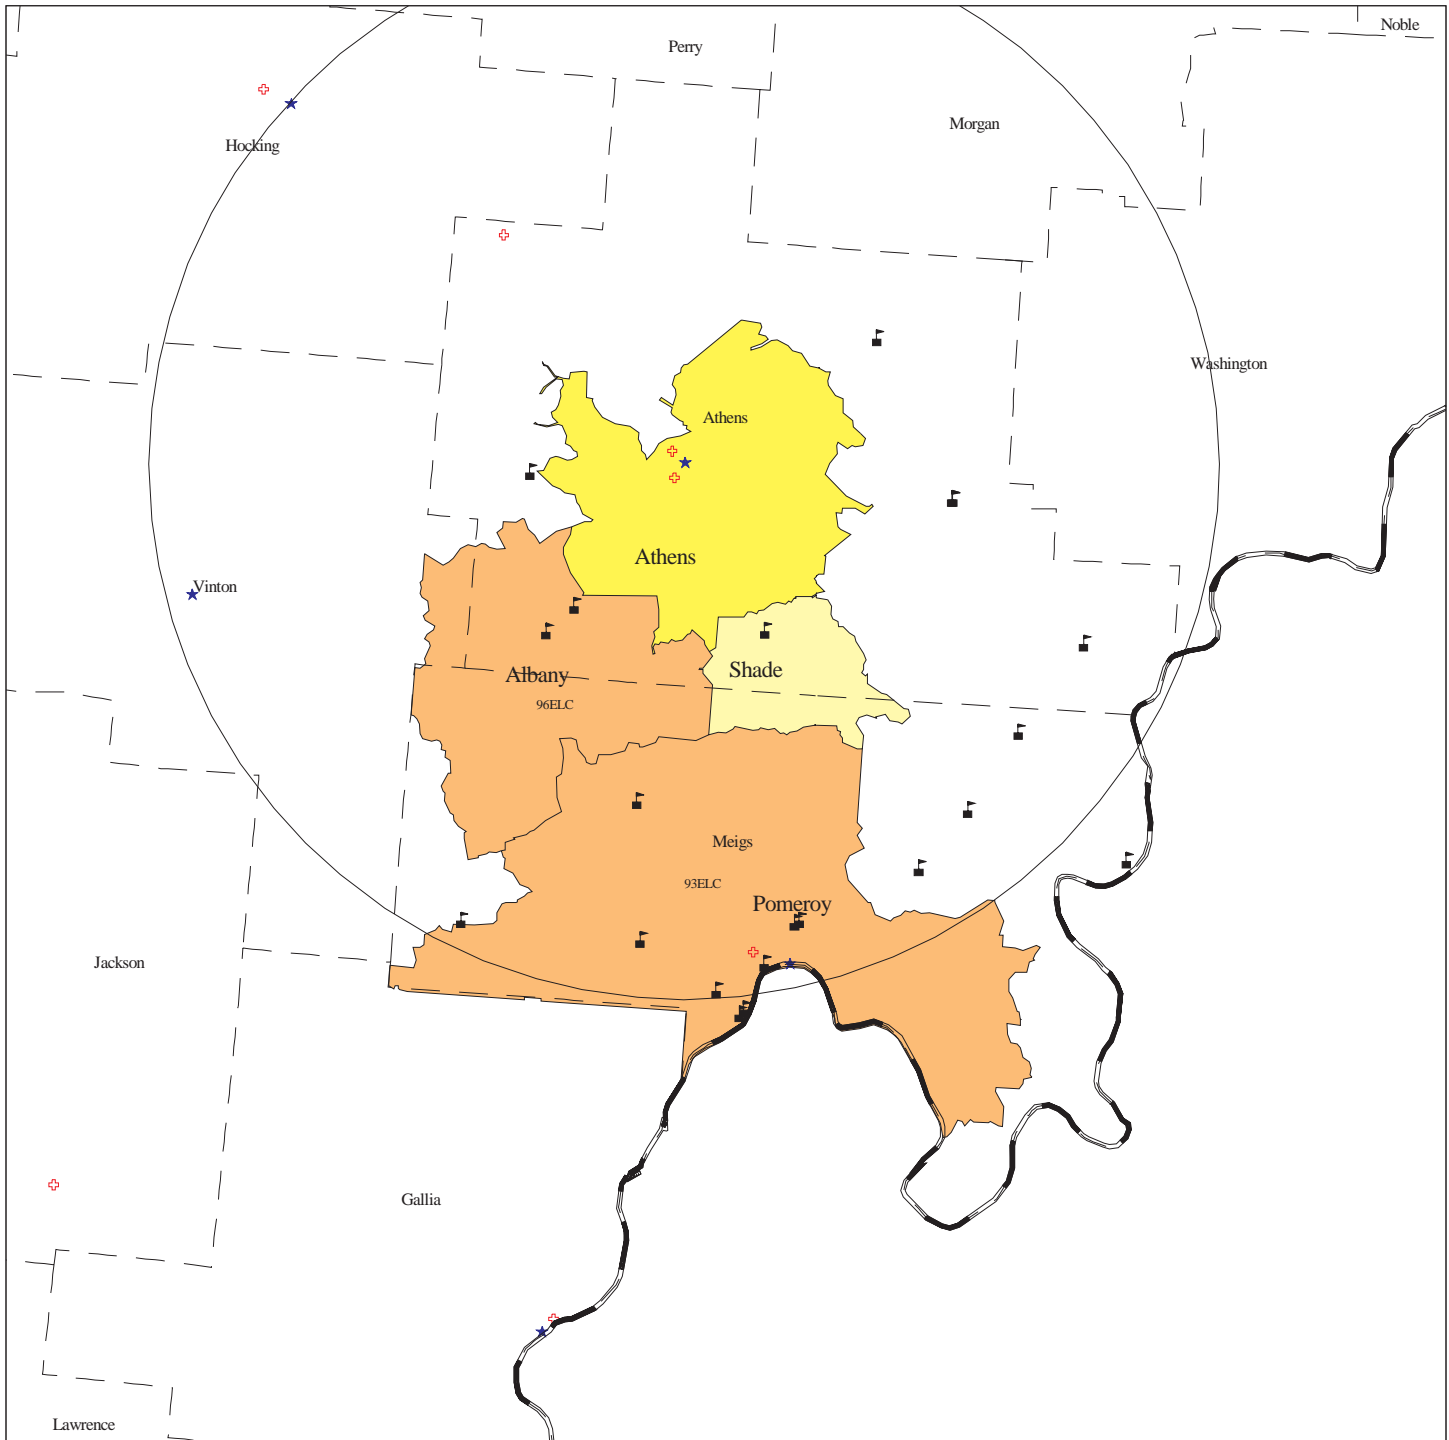 Noble
Perry
Morgan
Hocking
Washington
Athens
Athens
Vinton
Shade
Albany
96ELC
Meigs
93ELC
Pomeroy
Jackson
Gallia
Lawrence